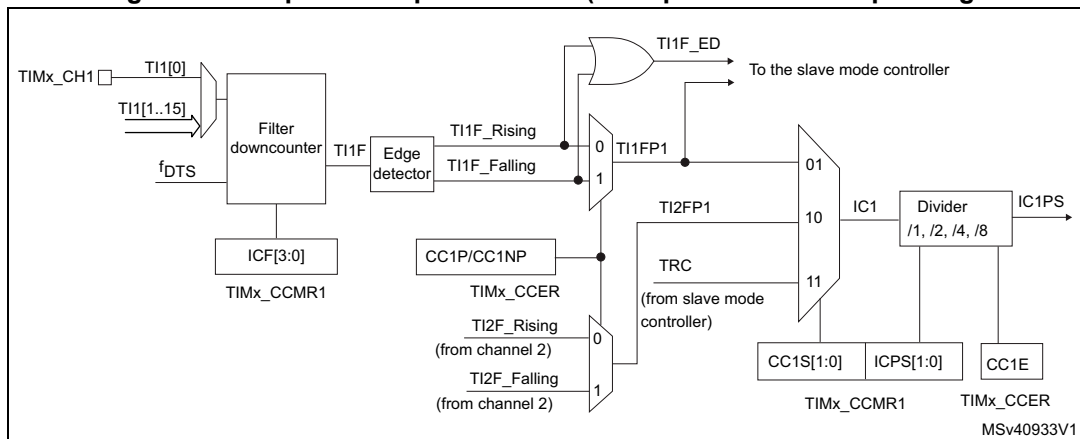 TI1F_ED
To the slave mode controller
TIMx_CH1
TI1[0]
TI1[1..15]
fDTS
Filter
downcounter
TI1F
Edge
detector
TI1F_Rising
TI1F_Falling
0
1
TI1FP1
01
TI2FP1
10
IC1
Divider
/1, /2, /4, /8
IC1PS
ICF[3:0]
TIMx_CCMR1
CC1P/CC1NP
TIMx_CCER
TRC
11
(from slave mode
controller)
TI2F_Rising
0
(from channel 2)
TI2F_Falling
1
(from channel 2)
CC1S[1:0]
ICPS[1:0]
CC1E
TIMx_CCMR1
TIMx_CCER
MSv40933V1